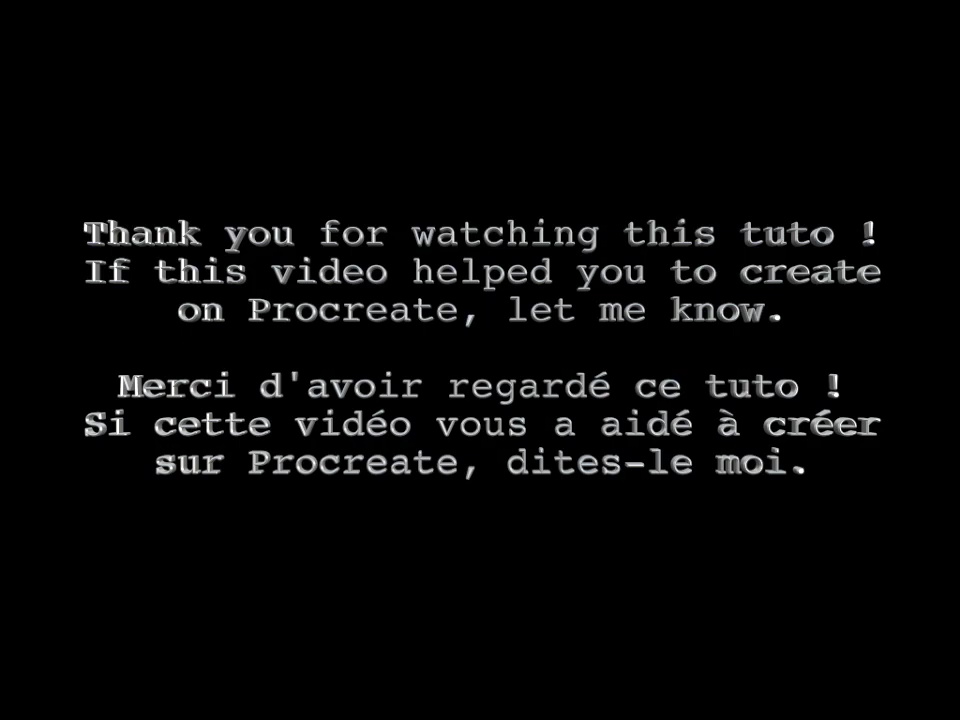 Thank you for watching this tuto !
If this video helped you to create
on Procreate, let me know.
Merci d'avoir regardé ce tuto !
Si cette vidéo vous a aidé à créer
sur Procreate, dites-le moi.